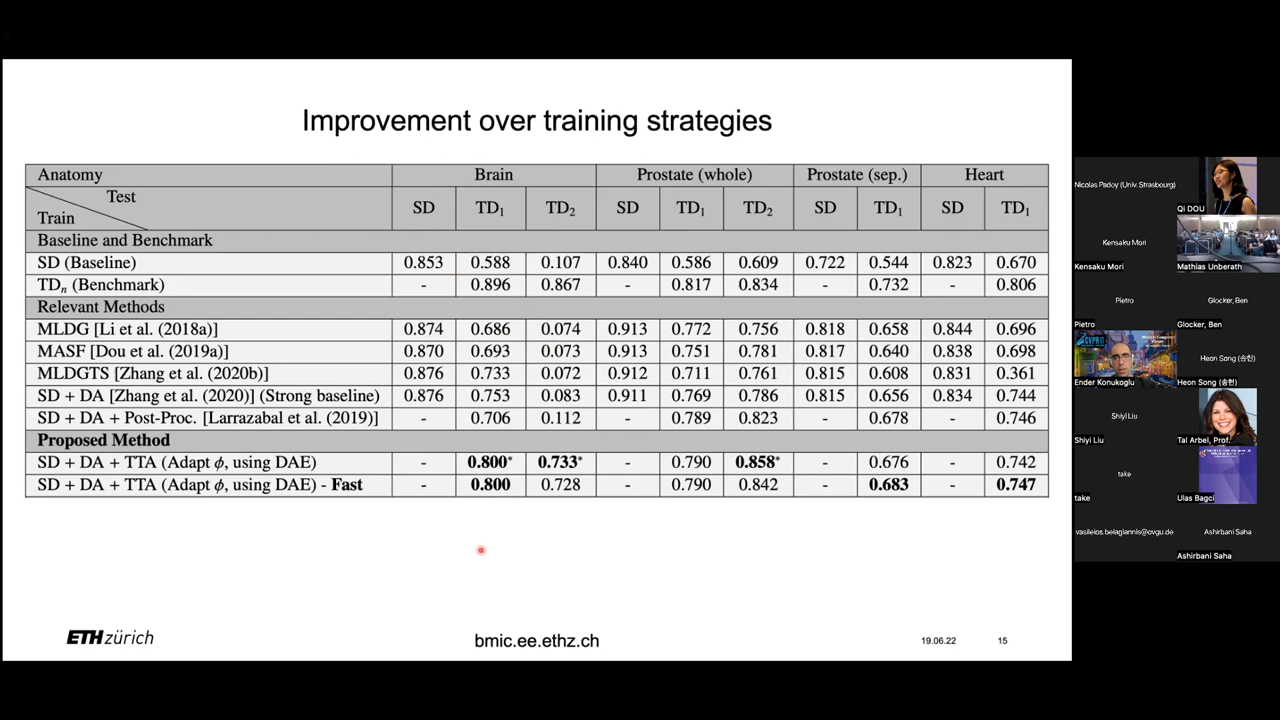 Improvement over training strategies
Anatomy Brain Prostate (whole) Prostate (sep.) Heart
Test
Train SD TD1 TD2 SD TD1 TD2 SD TD1 SD TD1
Baseline and Benchmark
SD (Baseline) 0.853 0.588 0.107 0.840 0.586 0.609 0.722 0.544 0.823 0.670
TDn (Benchmark) - 0.896 0.867 - 0.817 0.834 - 0.732 - 0.806
Relevant Methods
MLDG [Li et al. (2018a)] 0.874 0.686 0.074 0.913 0.772 0.756 0.818 0.658 0.844 0.696
MASF [Dou et al. (2019a)] 0.870 0.693 0.073 0.913 0.751 0.781 0.817 0.640 0.838 0.698
MLDGTS [Zhang et al. (2020b)] 0.876 0.733 0.072 0.912 0.711 0.761 0.815 0.608 0.831 0.361
SD + DA [Zhang et al. (2020)] (Strong baseline) 0.876 0.753 0.083 0.911 0.769 0.786 0.815 0.656 0.834 0.744
SD + DA + Post-Proc. [Larrazabal et al. (2019)] - 0.706 0.112 - 0.789 0.823 - 0.678 - 0.746
Proposed Method
SD + DA + TTA (Adapt ϕ, using DAE) - 0.800* 0.733* - 0.790 0.858* - 0.676 - 0.742
SD + DA + TTA (Adapt ϕ, using DAE) - Fast - 0.800 0.728 - 0.790 0.842 - 0.683 - 0.747
ETH zürich
bmic.ee.ethz.ch
19.06.22
15
Nicolas Padoy (Univ. Strasbourg)
Qi DOU
Kensaku Mori
Kensaku Mori
Mathias Unberath
Pietro
Pietro
Glocker, Ben
Glocker, Ben
CVPR
Ender Konukoglu
Heon Song (송헌)
Heon Song (송헌)
Shiyi Liu
Shiyi Liu
Tal Arbel, Prof.
take
take
Ulas Bagci
vasileios.belagiannis@ovgu.de
Ashirbani Saha
Ashirbani Saha